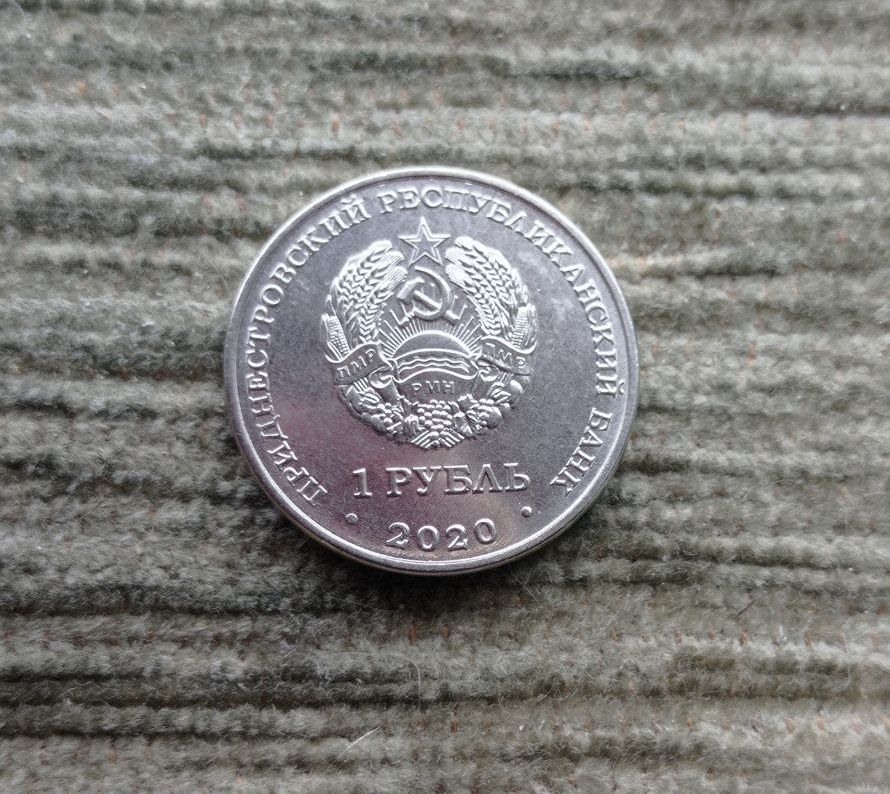 ПРИДНЕСТРОВСКИЙ РЕСПУБЛИКАНСКИЙ БАНК
ПМР
РМН
ПМР
1 РУБЛЬ
• 2020 •